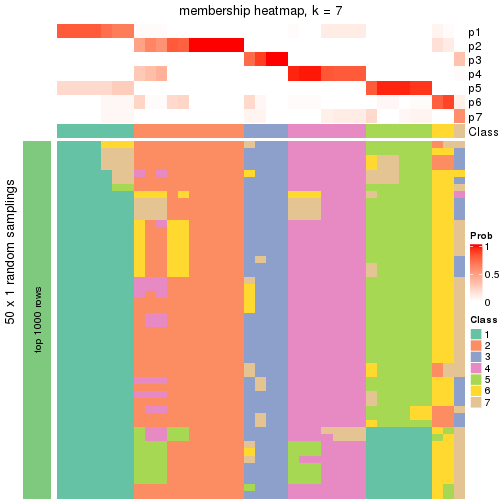 membership heatmap, k = 7
p1
p2
p3
p4
p5
p6
p7
Class
50 x 1 random samplings
top 1000 rows
Prob
1
0.5
0
Class
1
2
3
4
5
6
7